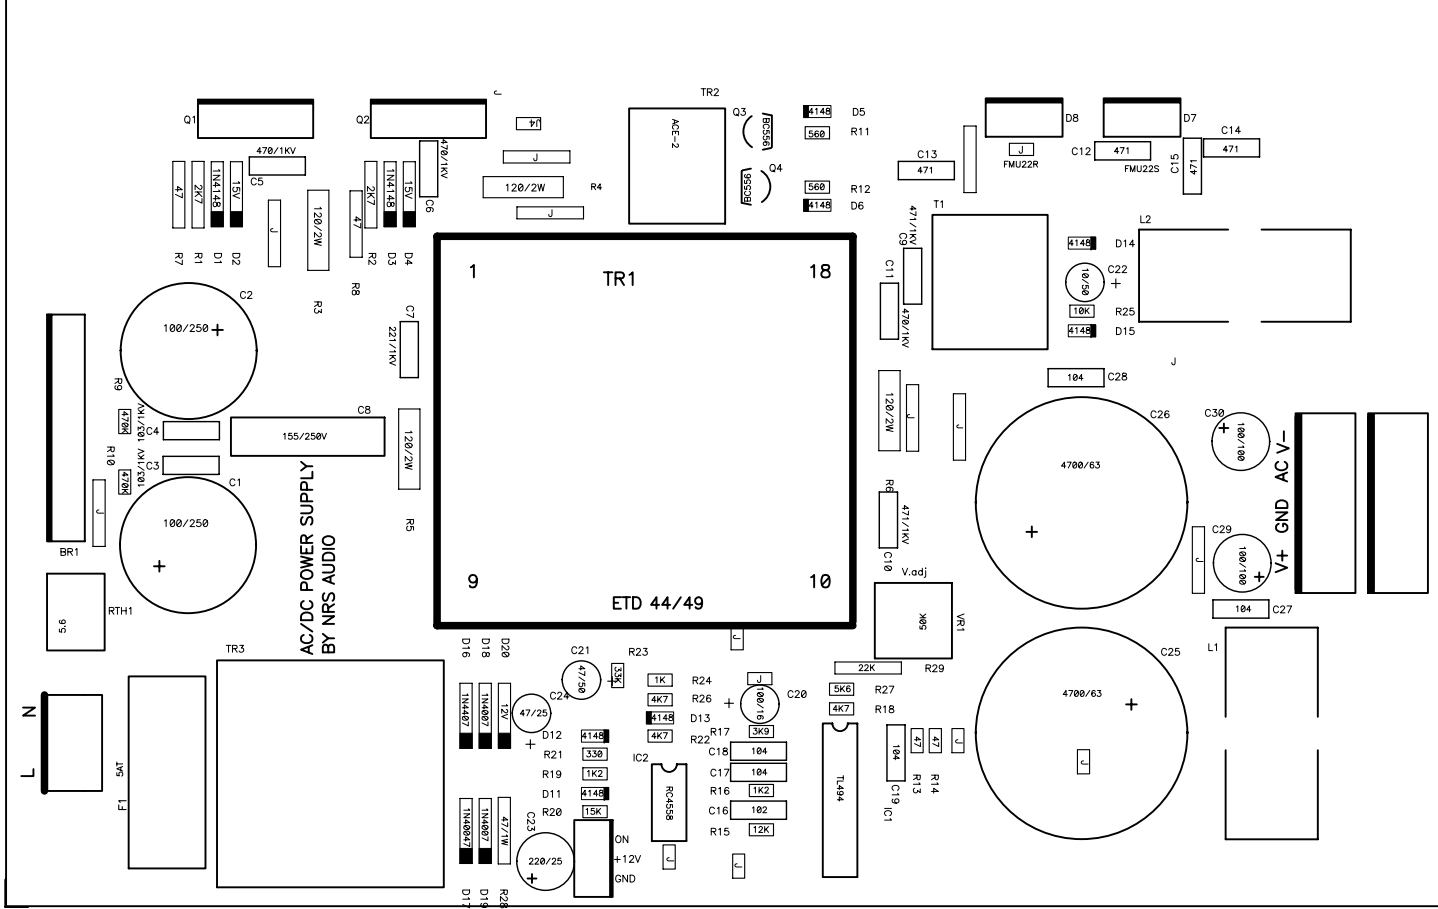 Q1
Q2
J
J4
TR2
ACE-2
Q3
BC556
4148
D5
560
R11
Q4
BC556
560
R12
4148
D6
D8
J
FMU22R
D7
C12
471
FMU22S
C15
471
C14
471
C13
471
470/1KV
C5
470/1KV
C6
J
120/2W
R4
J
47
2K7
1N4148
15V
J
120/2W
47
2K7
1N4148
15V
R7
R1
D1
D2
R3
R8
R2
D3
D4
T1
L2
471/1KV
C9
C11
470/1KV
4148
D14
10/50
+
C22
10K
R25
4148
D15
J
1
TR1
18
9
10
ETD 44/49
C2
100/250
+
C7
221/1KV
R9
470K
103/1KV
C4
C8
155/250V
R10
470K
103/1KV
C3
J
120/2W
R5
C1
100/250
+
BR1
RTH1
5.6
AC/DC POWER SUPPLY
BY NRS AUDIO
120/2W
J
J
R6
471/1KV
C10
104
C28
C26
4700/63
+
C30
+
100/100
J
C29
100/100
+
V+ GND AC V-
104
C27
V.adj
50K
VR1
22K
R29
J
TR3
N
L
5AT
F1
D16
D18
D20
1N4407
1N4007
12V
C24
47/25
+
C21
47/50
+
R23
33K
1K
R24
4K7
R26
4148
D13
4K7
R22
J
100/16
+
C20
R17
3K9
C18
104
C17
104
R16
1K2
C16
102
R15
12K
5K6
R27
4K7
R18
TL494
104
C19
IC1
47
47
J
R13
R14
C25
4700/63
+
J
L1
D12
4148
R21
330
R19
1K2
D11
4148
R20
15K
IC2
RC4558
J
J
1N40047
1N4007
47/1W
D17
D19
R28
C23
220/25
+
ON
+12V
GND